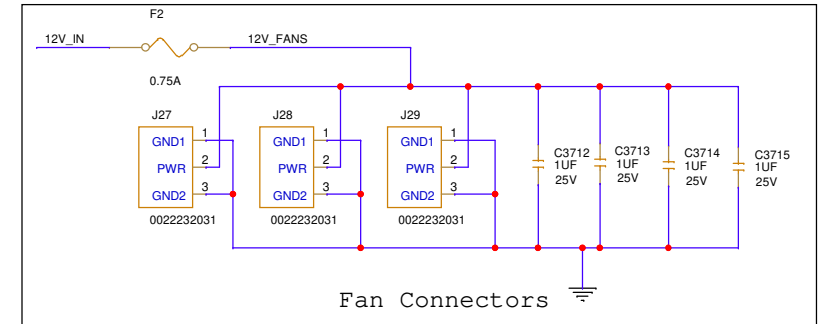 F2
12V_IN
12V_FANS
0.75A
J27
J28
J29
GND1 1
PWR 2
GND2 3
0022232031
GND1 1
PWR 2
GND2 3
0022232031
GND1 1
PWR 2
GND2 3
0022232031
C3712
1UF
25V
C3713
1UF
25V
C3714
1UF
25V
C3715
1UF
25V
Fan Connectors